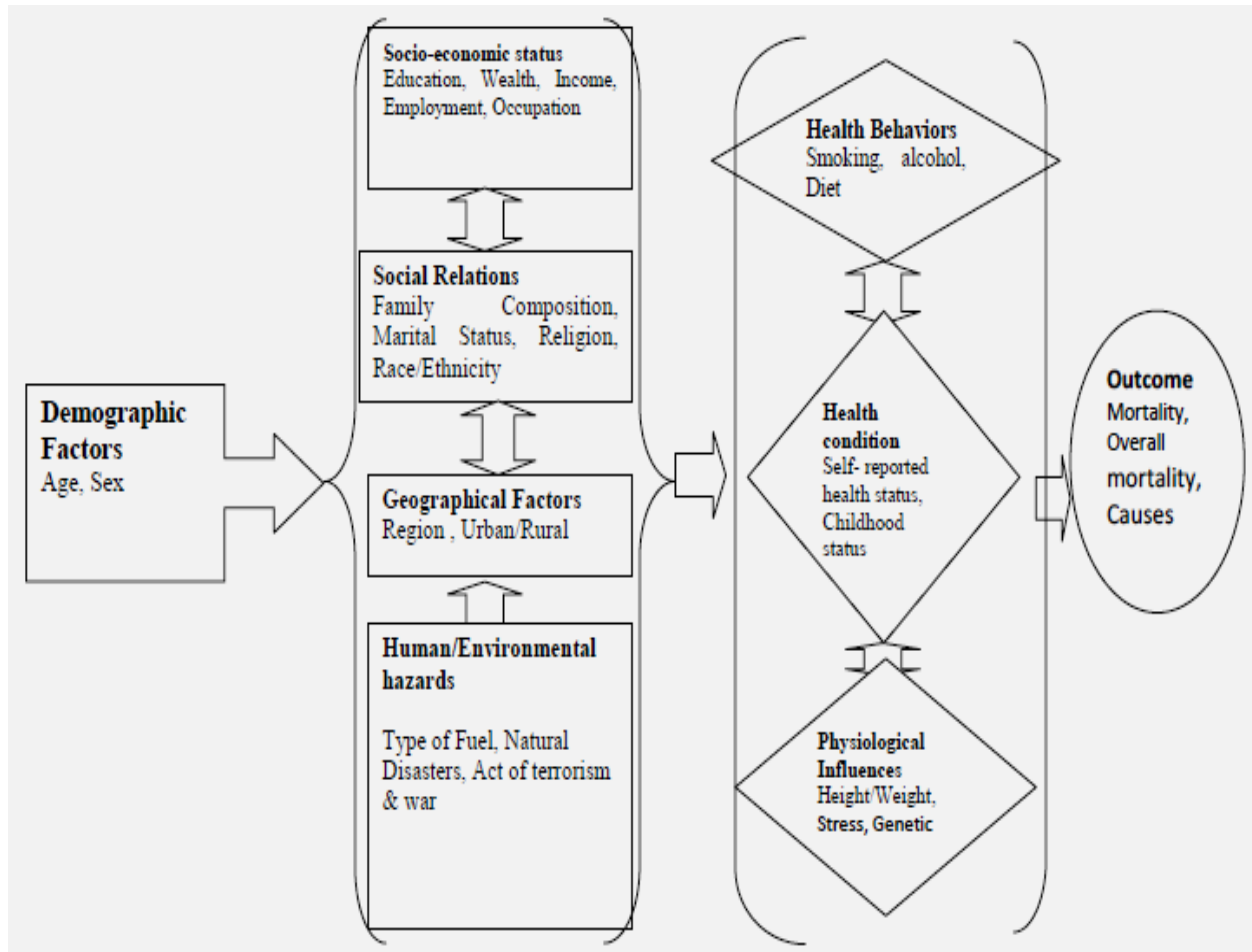 Demographic
Factors
Age, Sex
Socio-economic status
Education, Wealth, Income,
Employment, Occupation
Social Relations
Family Composition,
Marital Status, Religion,
Race/Ethnicity
Geographical Factors
Region , Urban/Rural
Human/Environmental
hazards
Type of Fuel, Natural
Disasters, Act of terrorism
& war
Health Behaviors
Smoking, alcohol,
Diet
Health
condition
Self- reported
health status,
Childhood
status
Physiological
Influences
Height/Weight,
Stress, Genetic
Outcome
Mortality,
Overall
mortality,
Causes